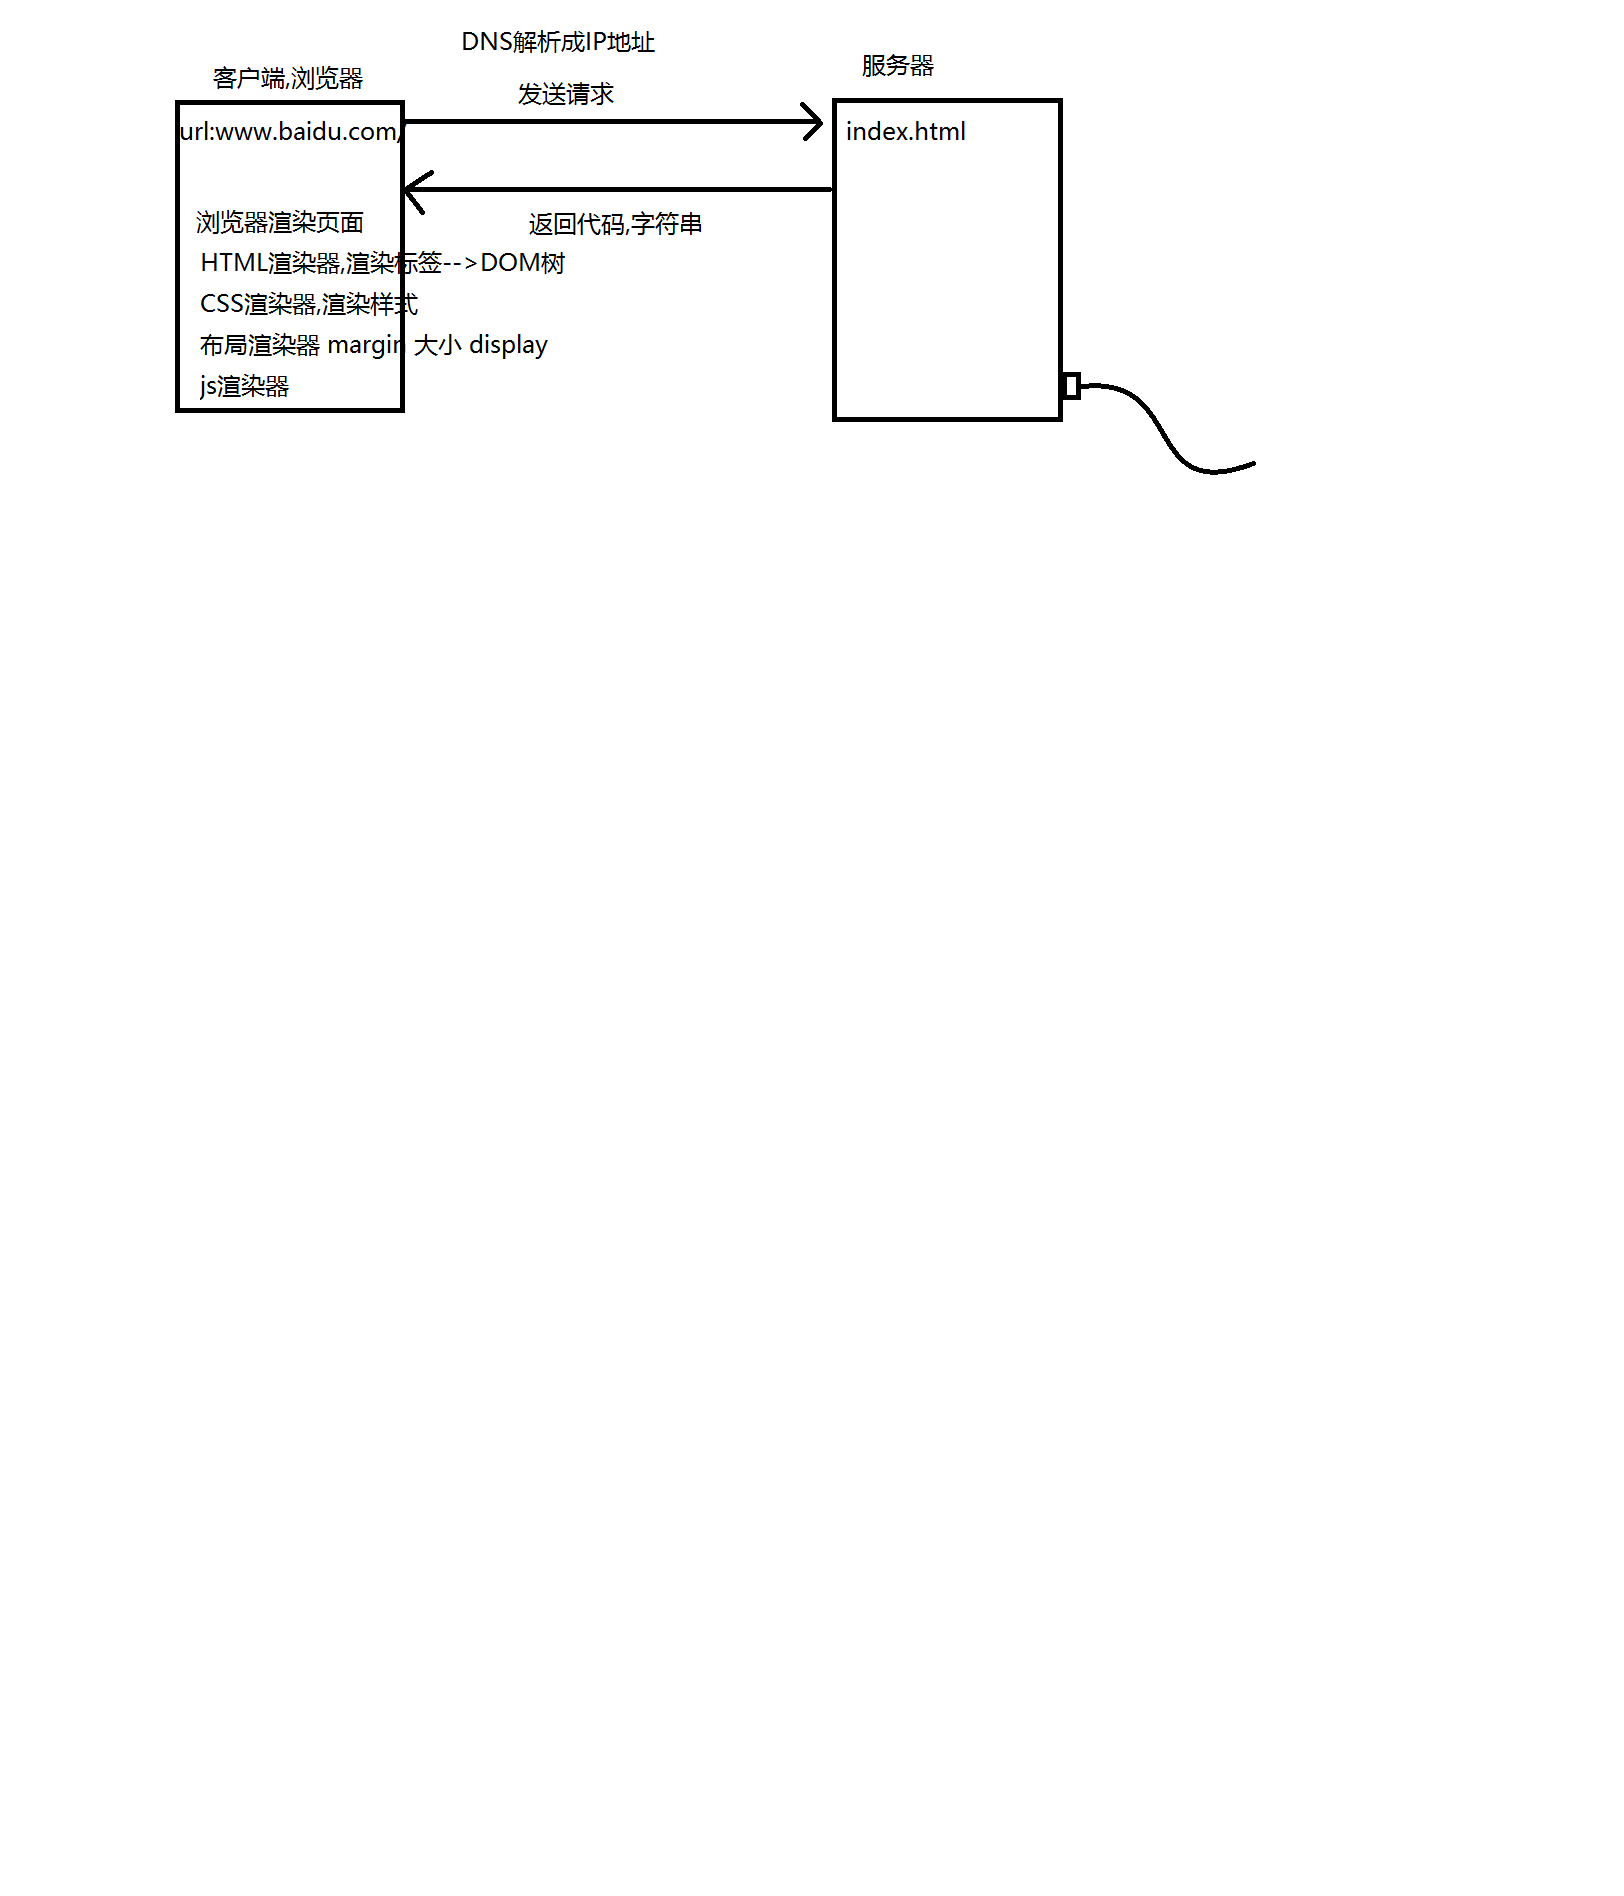 DNS解析成IP地址
客户端,浏览器
发送请求
服务器
url:www.baidu.com/
index.html
返回代码,字符串
浏览器渲染页面
HTML渲染器,渲染标签-->DOM树
CSS渲染器,渲染样式
布局渲染器 margin 大小 display
js渲染器